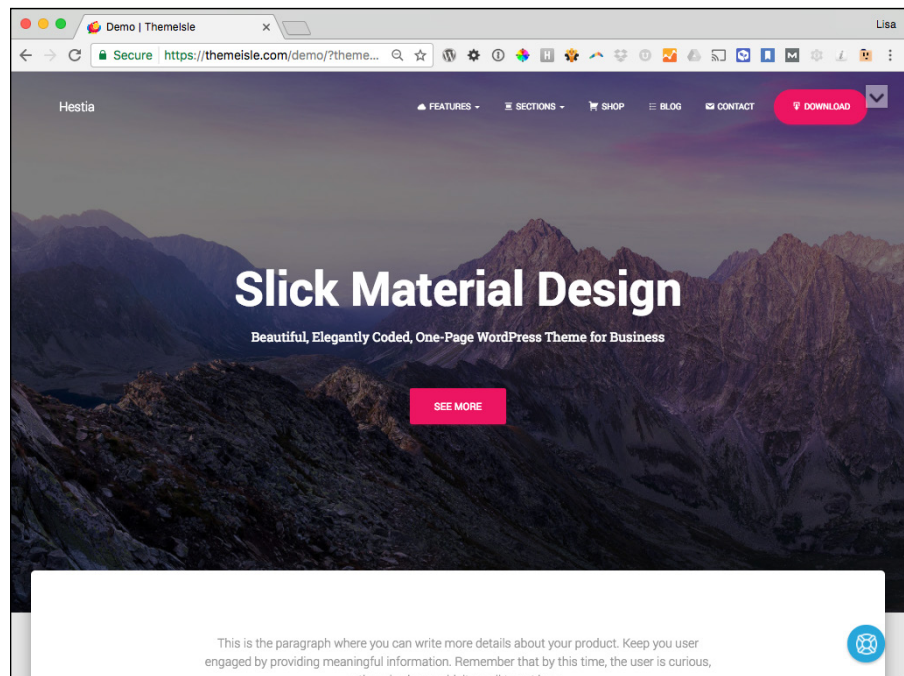 Demo | ThemeIsle
Lisa
Secure https://themeisle.com/demo/?theme...
Hestia
FEATURES
SECTIONS
SHOP
BLOG
CONTACT
DOWNLOAD
Slick Material Design
Beautiful, Elegantly Coded, One-Page WordPress Theme for Business
SEE MORE
This is the paragraph where you can write more details about your product. Keep you user
engaged by providing meaningful information. Remember that by this time, the user is curious,